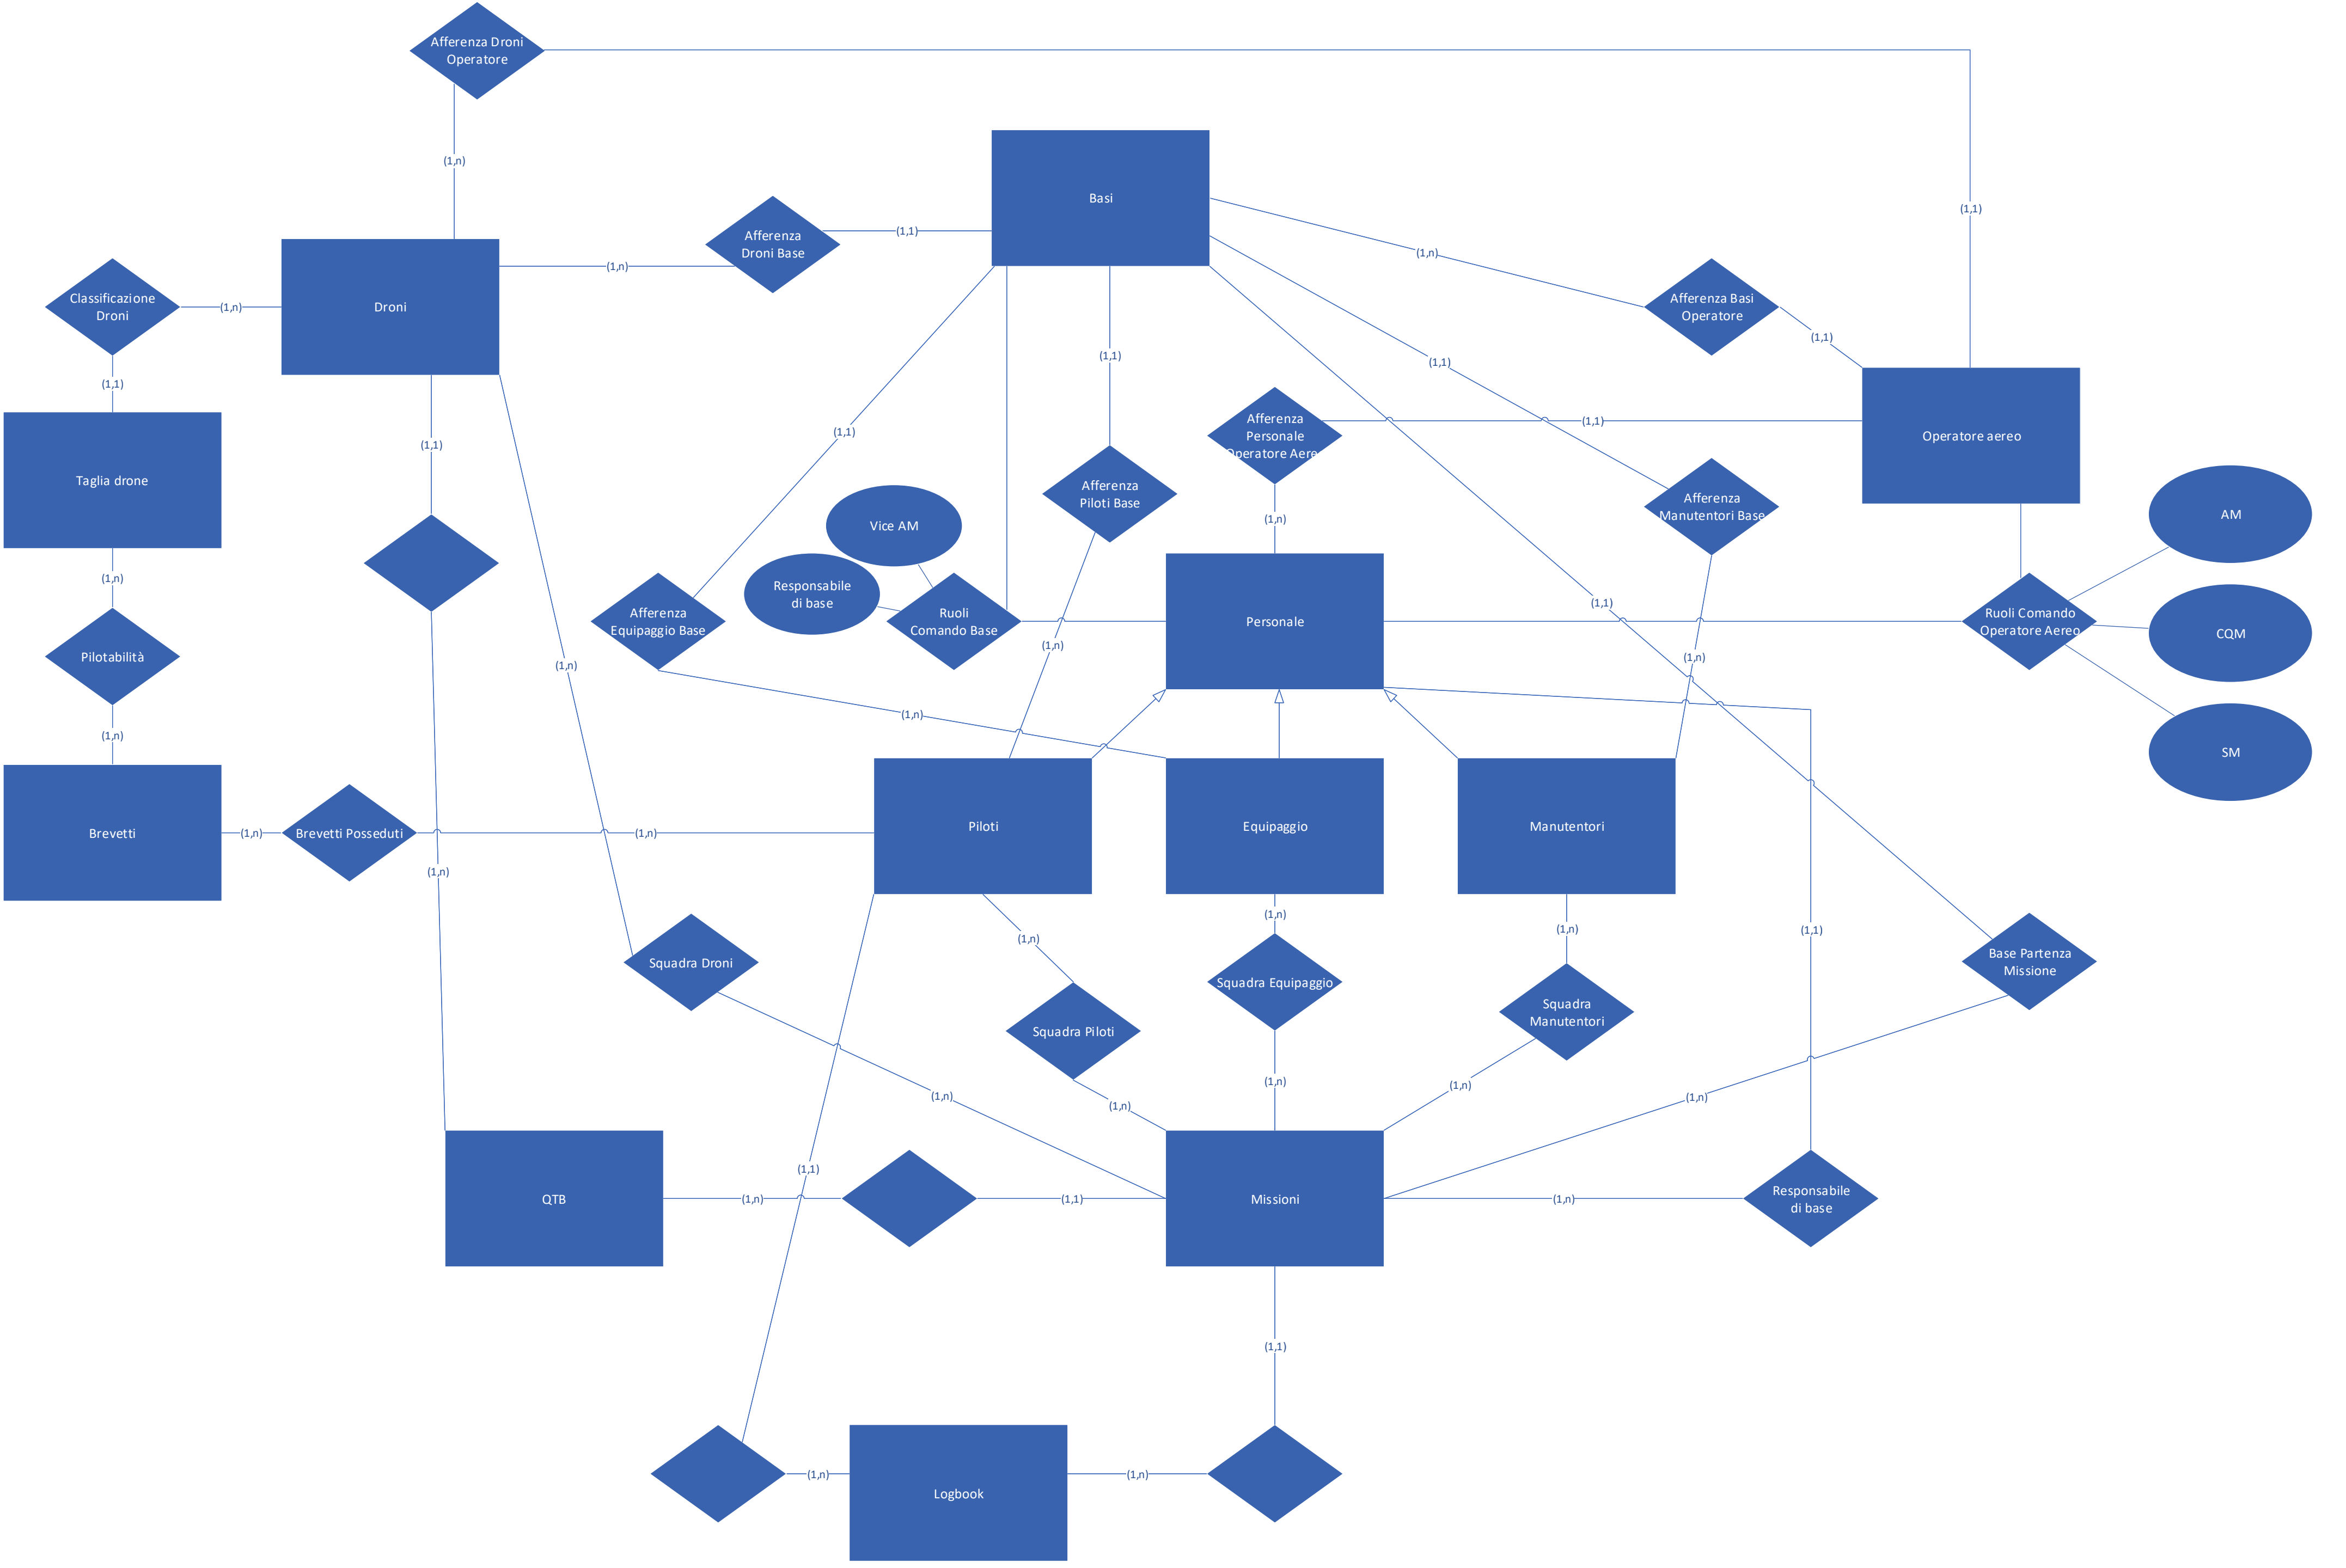 Afferenza Droni
Operatore
(1,n)
Basi
(1,1)
Afferenza
Droni Base
(1,1)
(1,n)
(1,n)
Classificazione
Droni
(1,n)
Droni
Afferenza Basi
Operatore
(1,1)
(1,1)
(1,1)
(1,1)
(1,n)
Afferenza
Personale
Operatore Aere
(1,1)
Operatore aereo
(1,1)
(1,1)
Taglia drone
Afferenza
Piloti Base
Afferenza
Manutentori Base
(1,n)
Vice AM
AM
Responsabile
di base
(1,n)
Afferenza
Equipaggio Base
Ruoli
Comando Base
Personale
(1,1)
Ruoli Comando
Operatore Aereo
CQM
Pilotabilità
(1,n)
(1,n)
(1,n)
(1,n)
(1,n)
SM
Brevetti
(1,n)
Brevetti Posseduti
(1,n)
Piloti
Equipaggio
Manutentori
(1,n)
(1,n)
(1,n)
(1,n)
(1,1)
Squadra Droni
Squadra Equipaggio
Base Partenza
Missione
Squadra Piloti
Squadra
Manutentori
(1,n)
(1,n)
(1,n)
(1,n)
(1,n)
(1,1)
QTB
(1,n)
(1,1)
Missioni
(1,n)
Responsabile
di base
(1,1)
(1,n)
Logbook
(1,n)